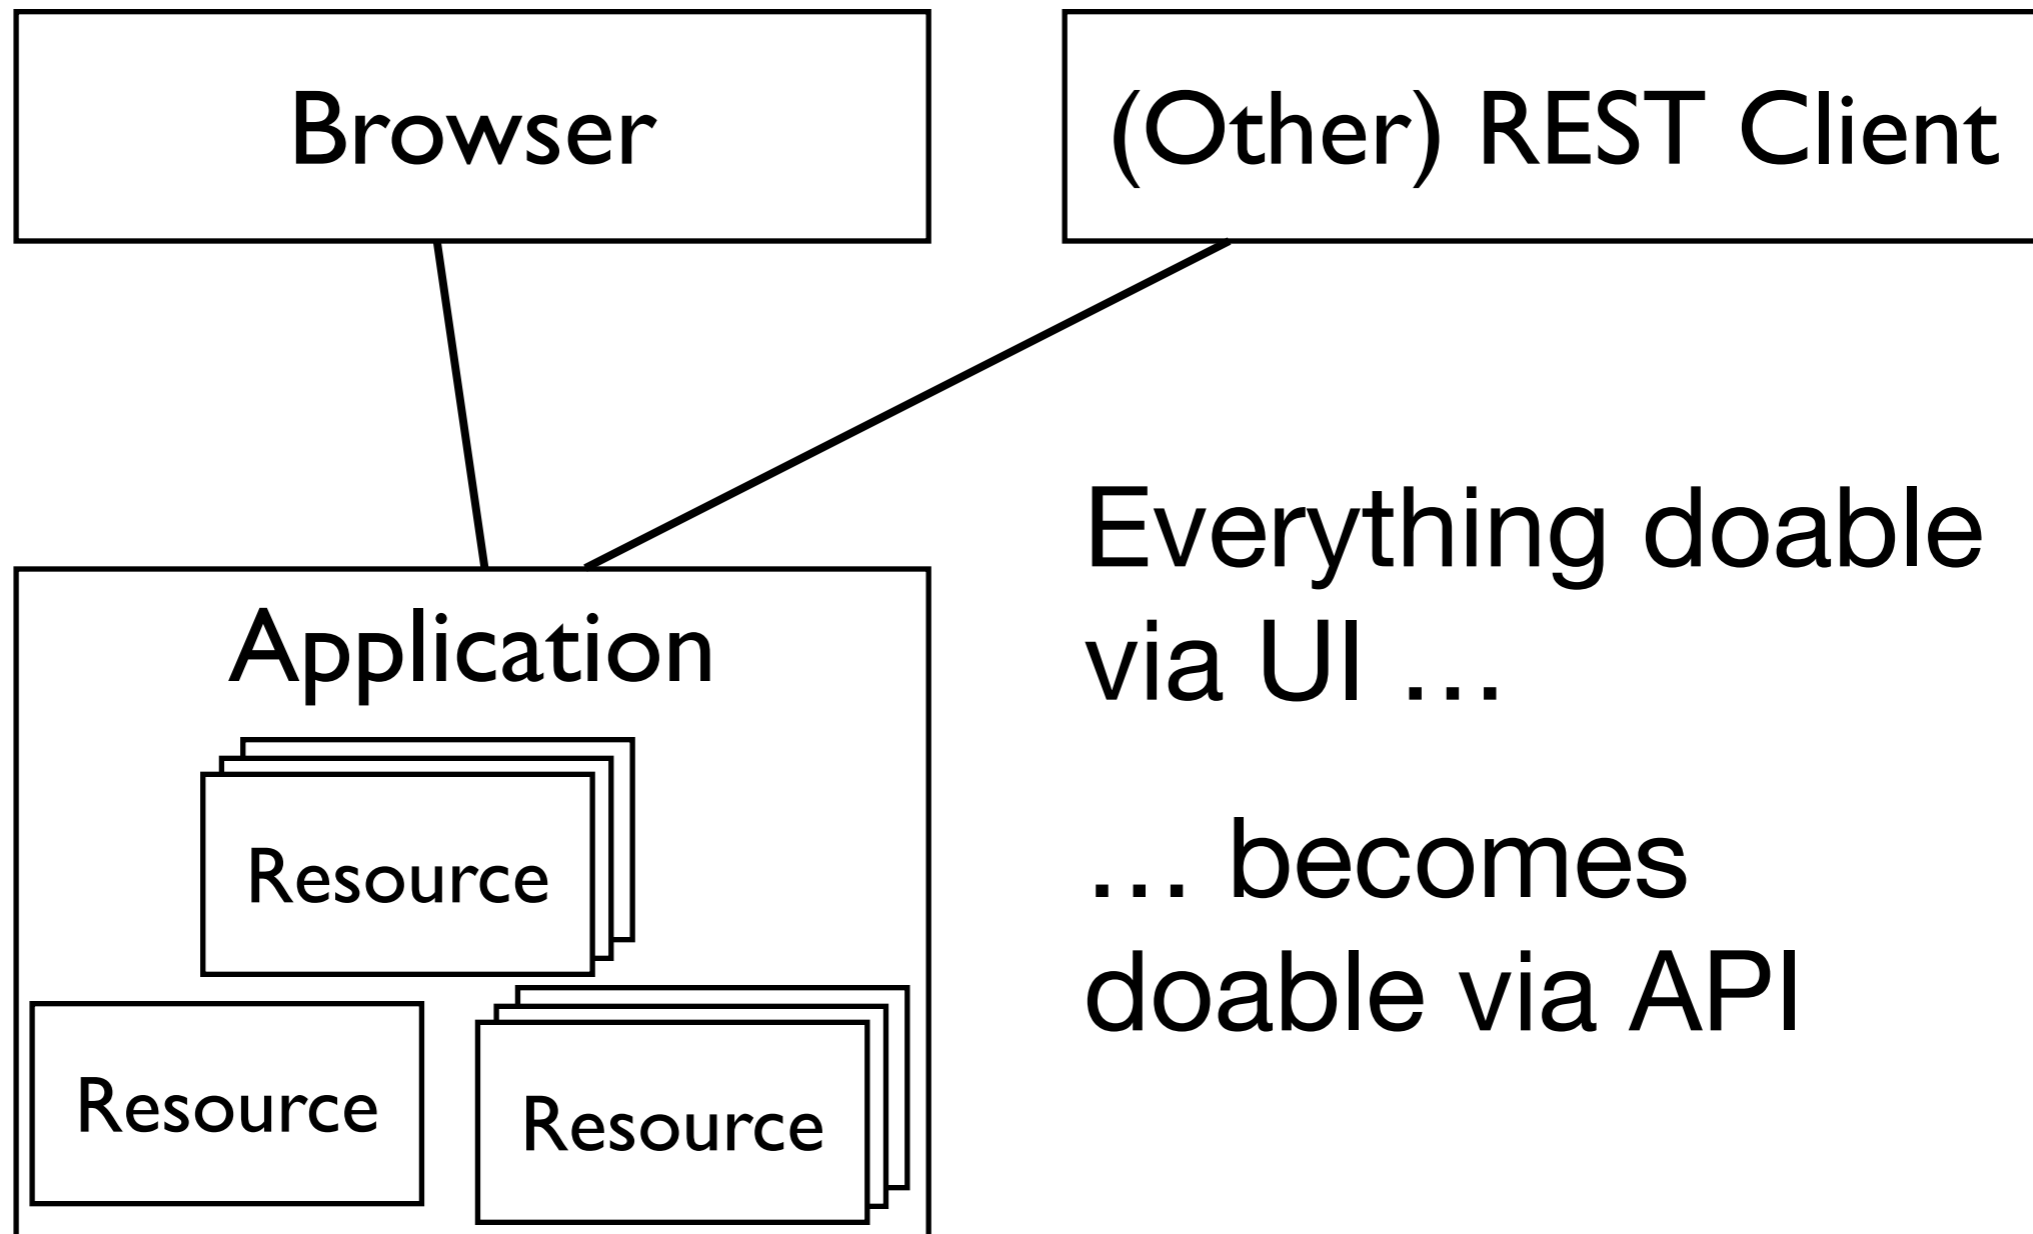 Browser
(Other) REST Client
Everything doable
via UI …
… becomes
doable via API
Application
Resource
Resource
Resource